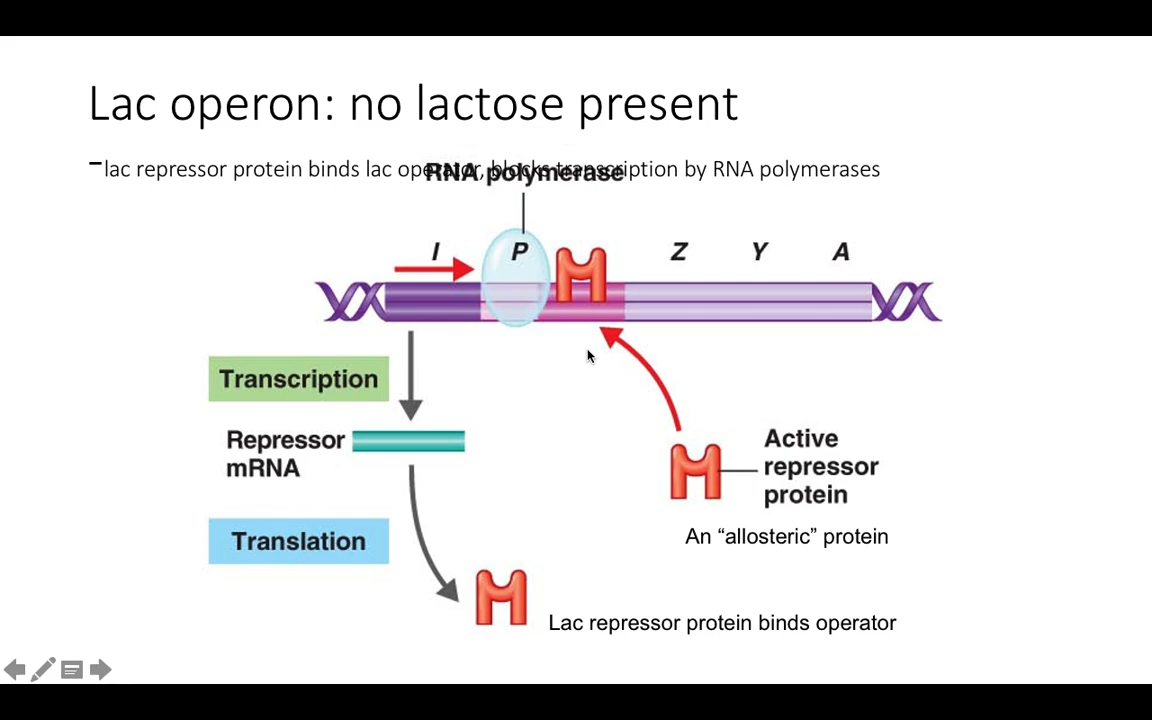 Lac operon: no lactose present
-lac repressor protein binds lac operator, blocks transcription by RNA polymerases
RNA polymerase
I P Z Y A
Transcription
Repressor
mRNA
Active
repressor
protein
An “allosteric” protein
Translation
Lac repressor protein binds operator